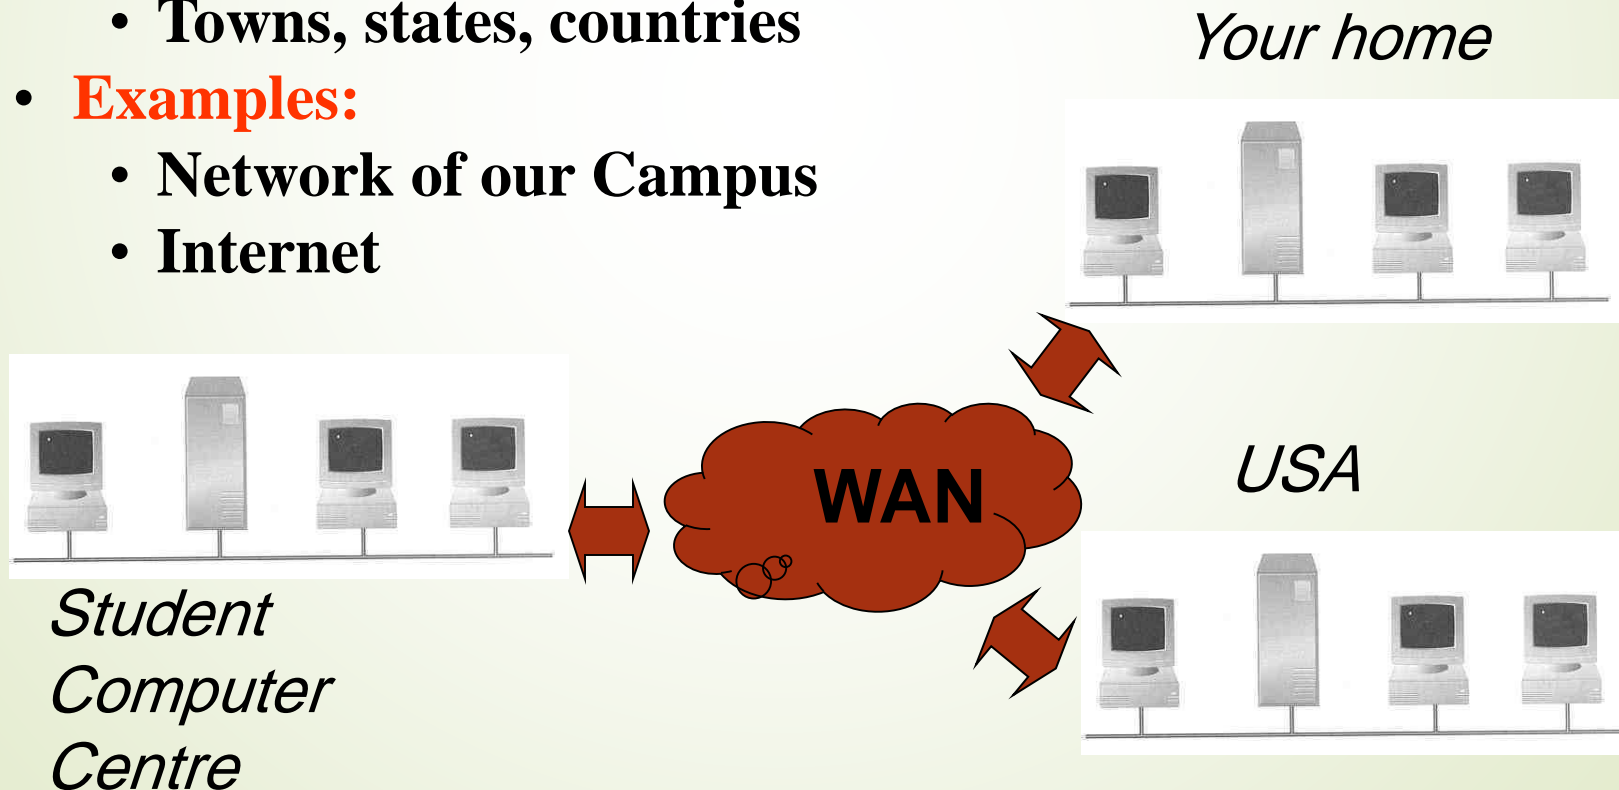 • Towns, states, countries
• Examples:
• Network of our Campus
• Internet
Your home
WAN
USA
Student
Computer
Centre